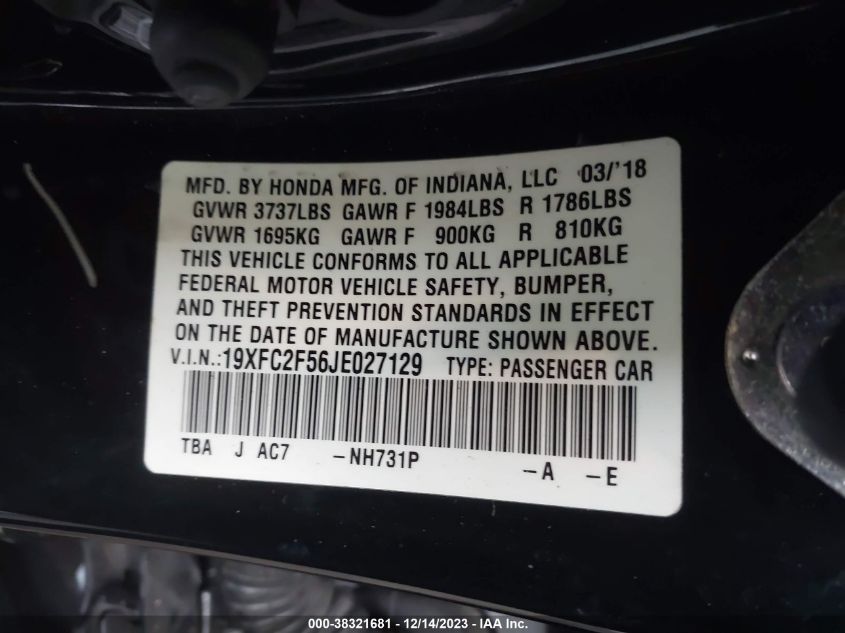 MFD. BY HONDA MFG. OF INDIANA, LLC 03/'18
GVWR 3737LBS GAWR F 1984LBS R 1786LBS
GVWR 1695KG GAWR F 900KG R 810KG
THIS VEHICLE CONFORMS TO ALL APPLICABLE
FEDERAL MOTOR VEHICLE SAFETY, BUMPER,
AND THEFT PREVENTION STANDARDS IN EFFECT
ON THE DATE OF MANUFACTURE SHOWN ABOVE.
V.I.N.:19XFC2F56JE027129 TYPE: PASSENGER CAR
TBA J AC7 -NH731P -A -E
000-38321681 - 12/14/2023 - IAA Inc.